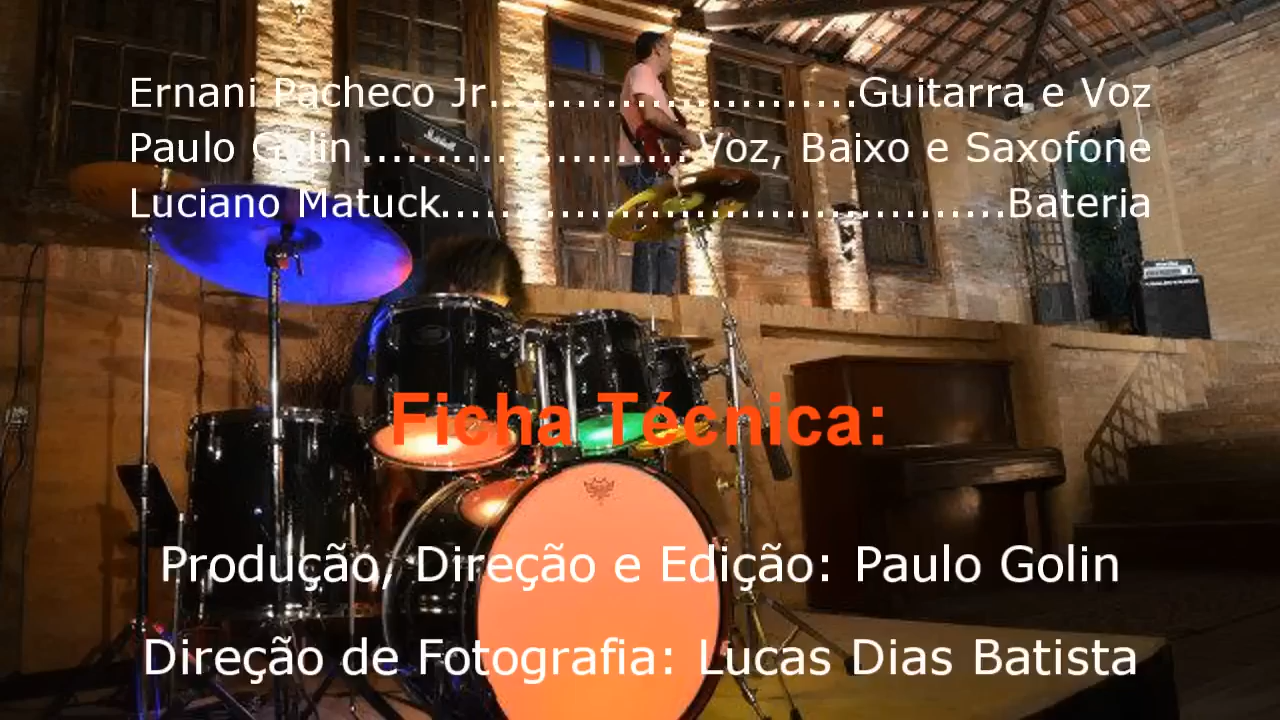 Ernani Pacheco Jr.........................Guitarra e Voz
Paulo Golin......................Voz, Baixo e Saxofone
Luciano Matuck......................................Bateria
Ficha Técnica:
Produção, Direção e Edição: Paulo Golin
Direção de Fotografia: Lucas Dias Batista